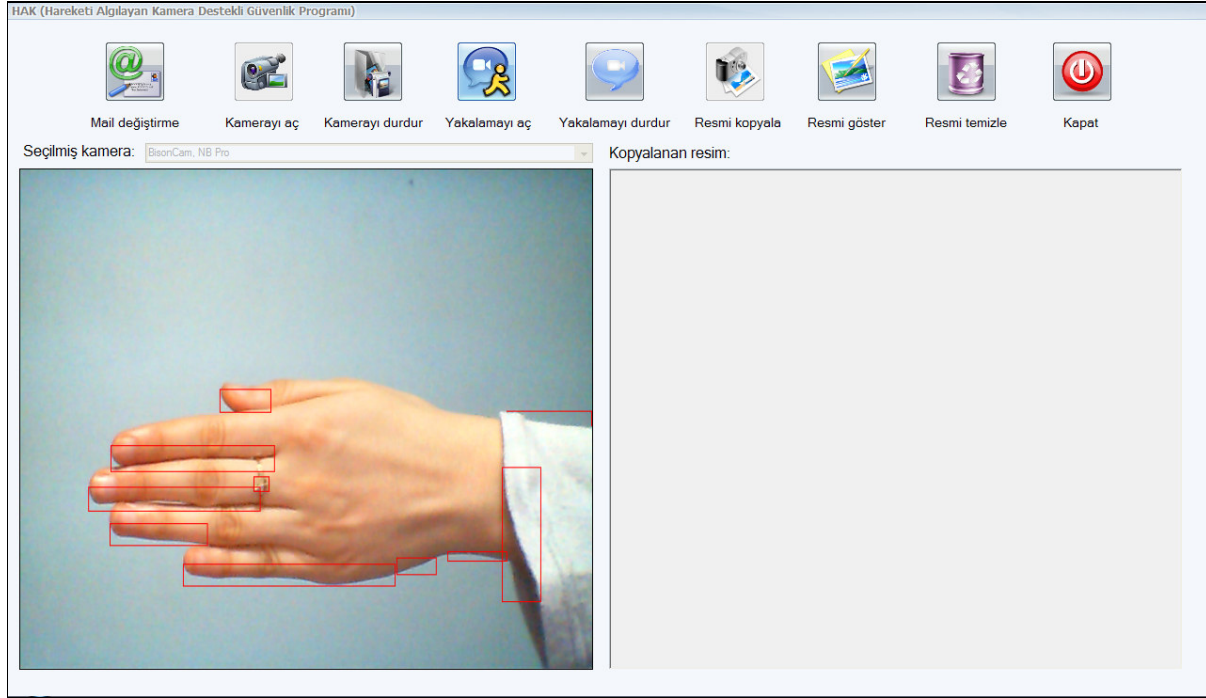 HAK (Hareketi Algılayan Kamera Destekli Güvenlik Programı)
Mail değiştirme Kamerayı aç Kamerayı durdur Yakalamayı aç Yakalamayı durdur Resmi kopyala Resmi göster Resmi temizle Kapat
Seçilmiş kamera: BisonCam, NB Pro Kopyalanan resim: